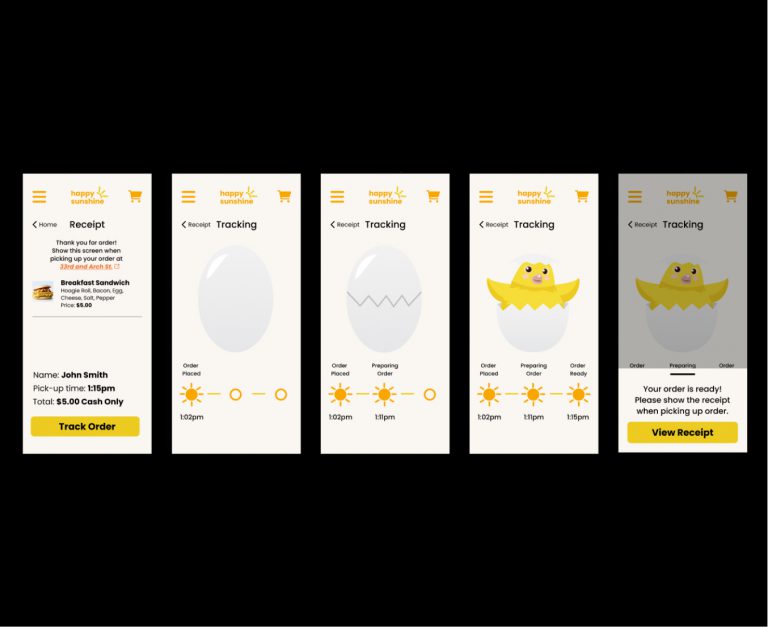 happy
sunshine
Home
Receipt
Thank you for order!
Show this screen when
picking up your order at
33rd and Arch St.
Breakfast Sandwich
Hoagie Roll, Bacon, Egg,
Cheese, Salt, Pepper
Price: $5.00
Name: John Smith
Pick-up time: 1:15pm
Total: $5.00 Cash Only
Track Order
happy
sunshine
Receipt
Tracking
Order
Placed
1:02pm
happy
sunshine
Receipt
Tracking
Order
Placed
Preparing
Order
1:02pm
1:11pm
happy
sunshine
Receipt
Tracking
Order
Placed
Preparing
Order
Order
Ready
1:02pm
1:11pm
1:15pm
happy
sunshine
Receipt
Tracking
Order
Preparing
Order
Your order is ready!
Please show the receipt
when picking up order.
View Receipt